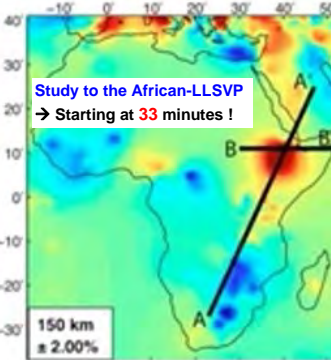 -10˚ 0˚ 10˚ 20˚ 30˚ 40˚ 50
40˚
30˚
20˚
10˚
0˚
-10˚
-20˚
-30˚
Study to the African-LLSVP
→ Starting at 33 minutes !
A'
B B
A
150 km
± 2.00%